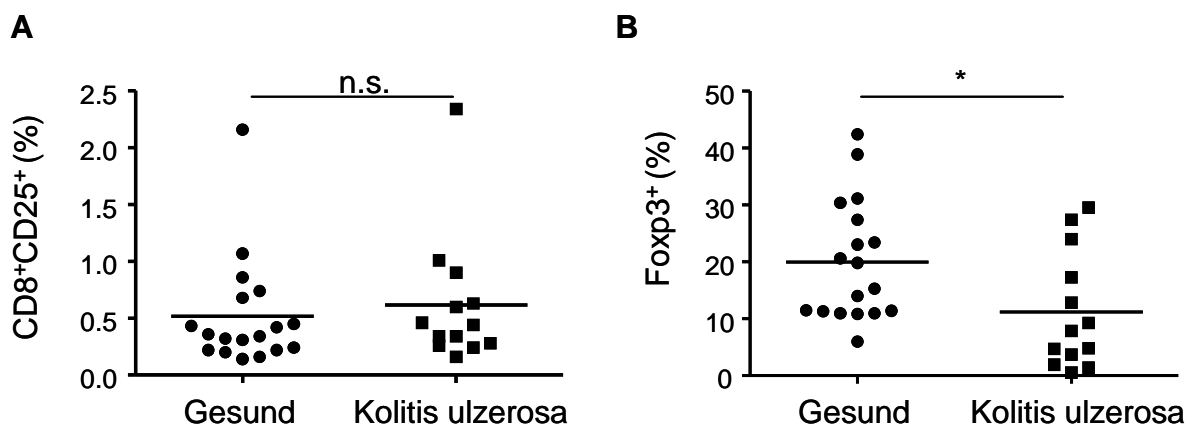 A
B
n.s.
*
CD8⁺CD25⁺ (%)
2.5
2.0
1.5
1.0
0.5
0.0
Gesund
Kolitis ulzerosa
Foxp3⁺ (%)
50
40
30
20
10
0
Gesund
Kolitis ulzerosa